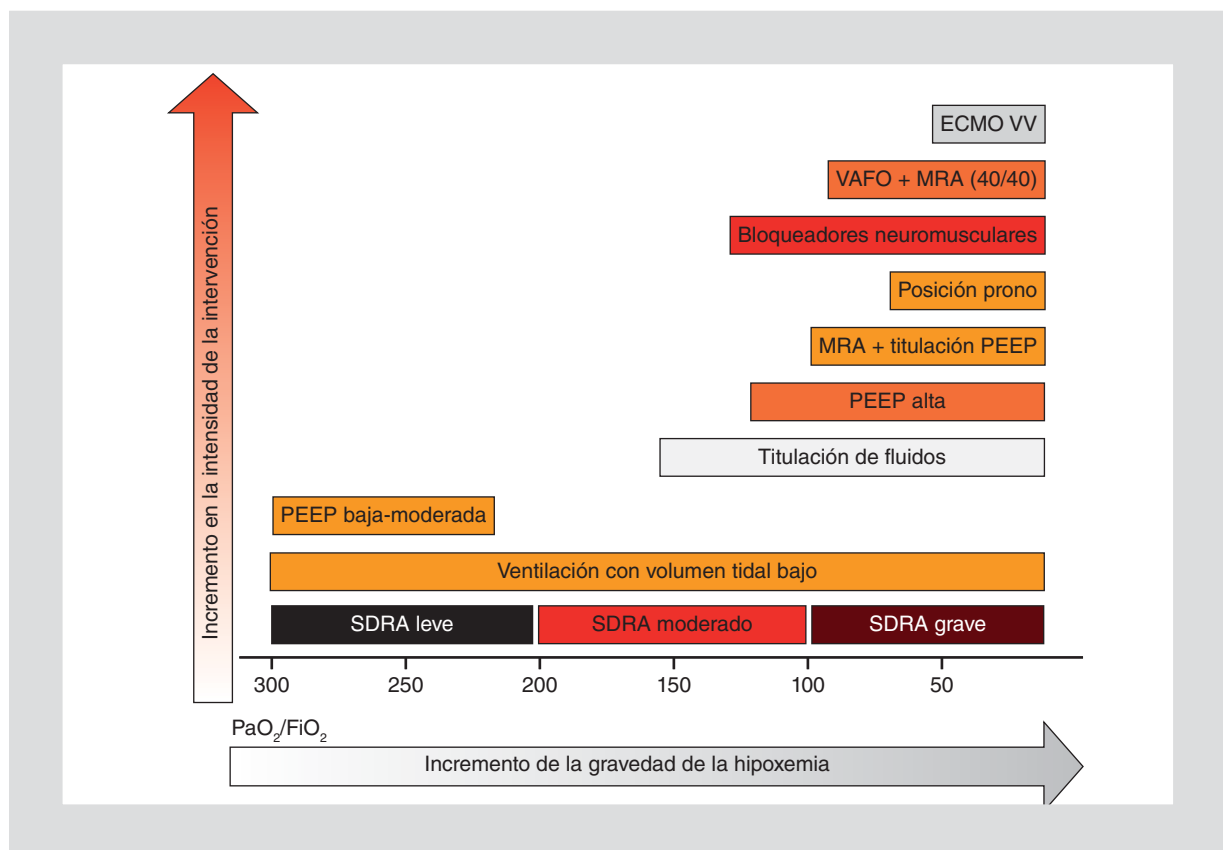 Incremento en la intensidad de la intervención
ECMO VV
VAFO + MRA (40/40)
Bloqueadores neuromusculares
Posición prono
MRA + titulación PEEP
PEEP alta
Titulación de fluidos
PEEP baja-moderada
Ventilación con volumen tidal bajo
SDRA leve SDRA moderado SDRA grave
300 250 200 150 100 50
PaO₂/FiO₂
Incremento de la gravedad de la hipoxemia